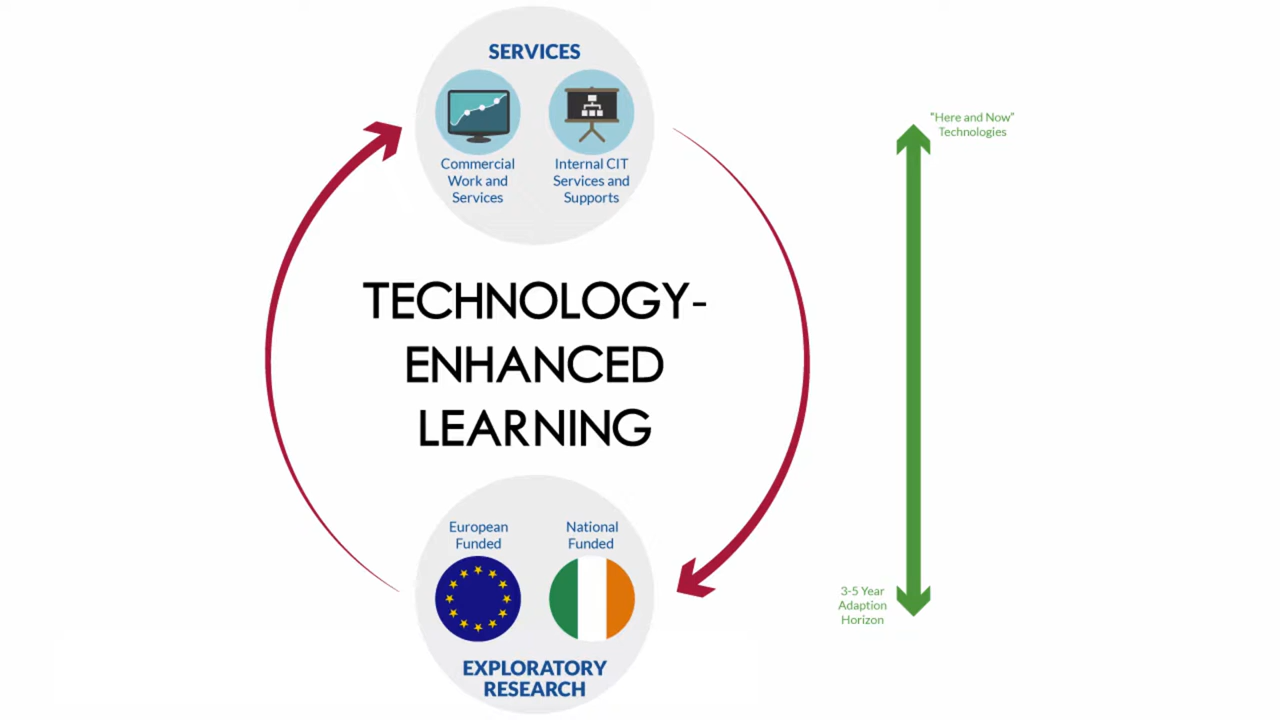 SERVICES
Commercial
Work and
Services
Internal CIT
Services and
Supports
"Here and Now"
Technologies
TECHNOLOGY-
ENHANCED
LEARNING
European
Funded
National
Funded
EXPLORATORY
RESEARCH
3-5 Year
Adaption
Horizon